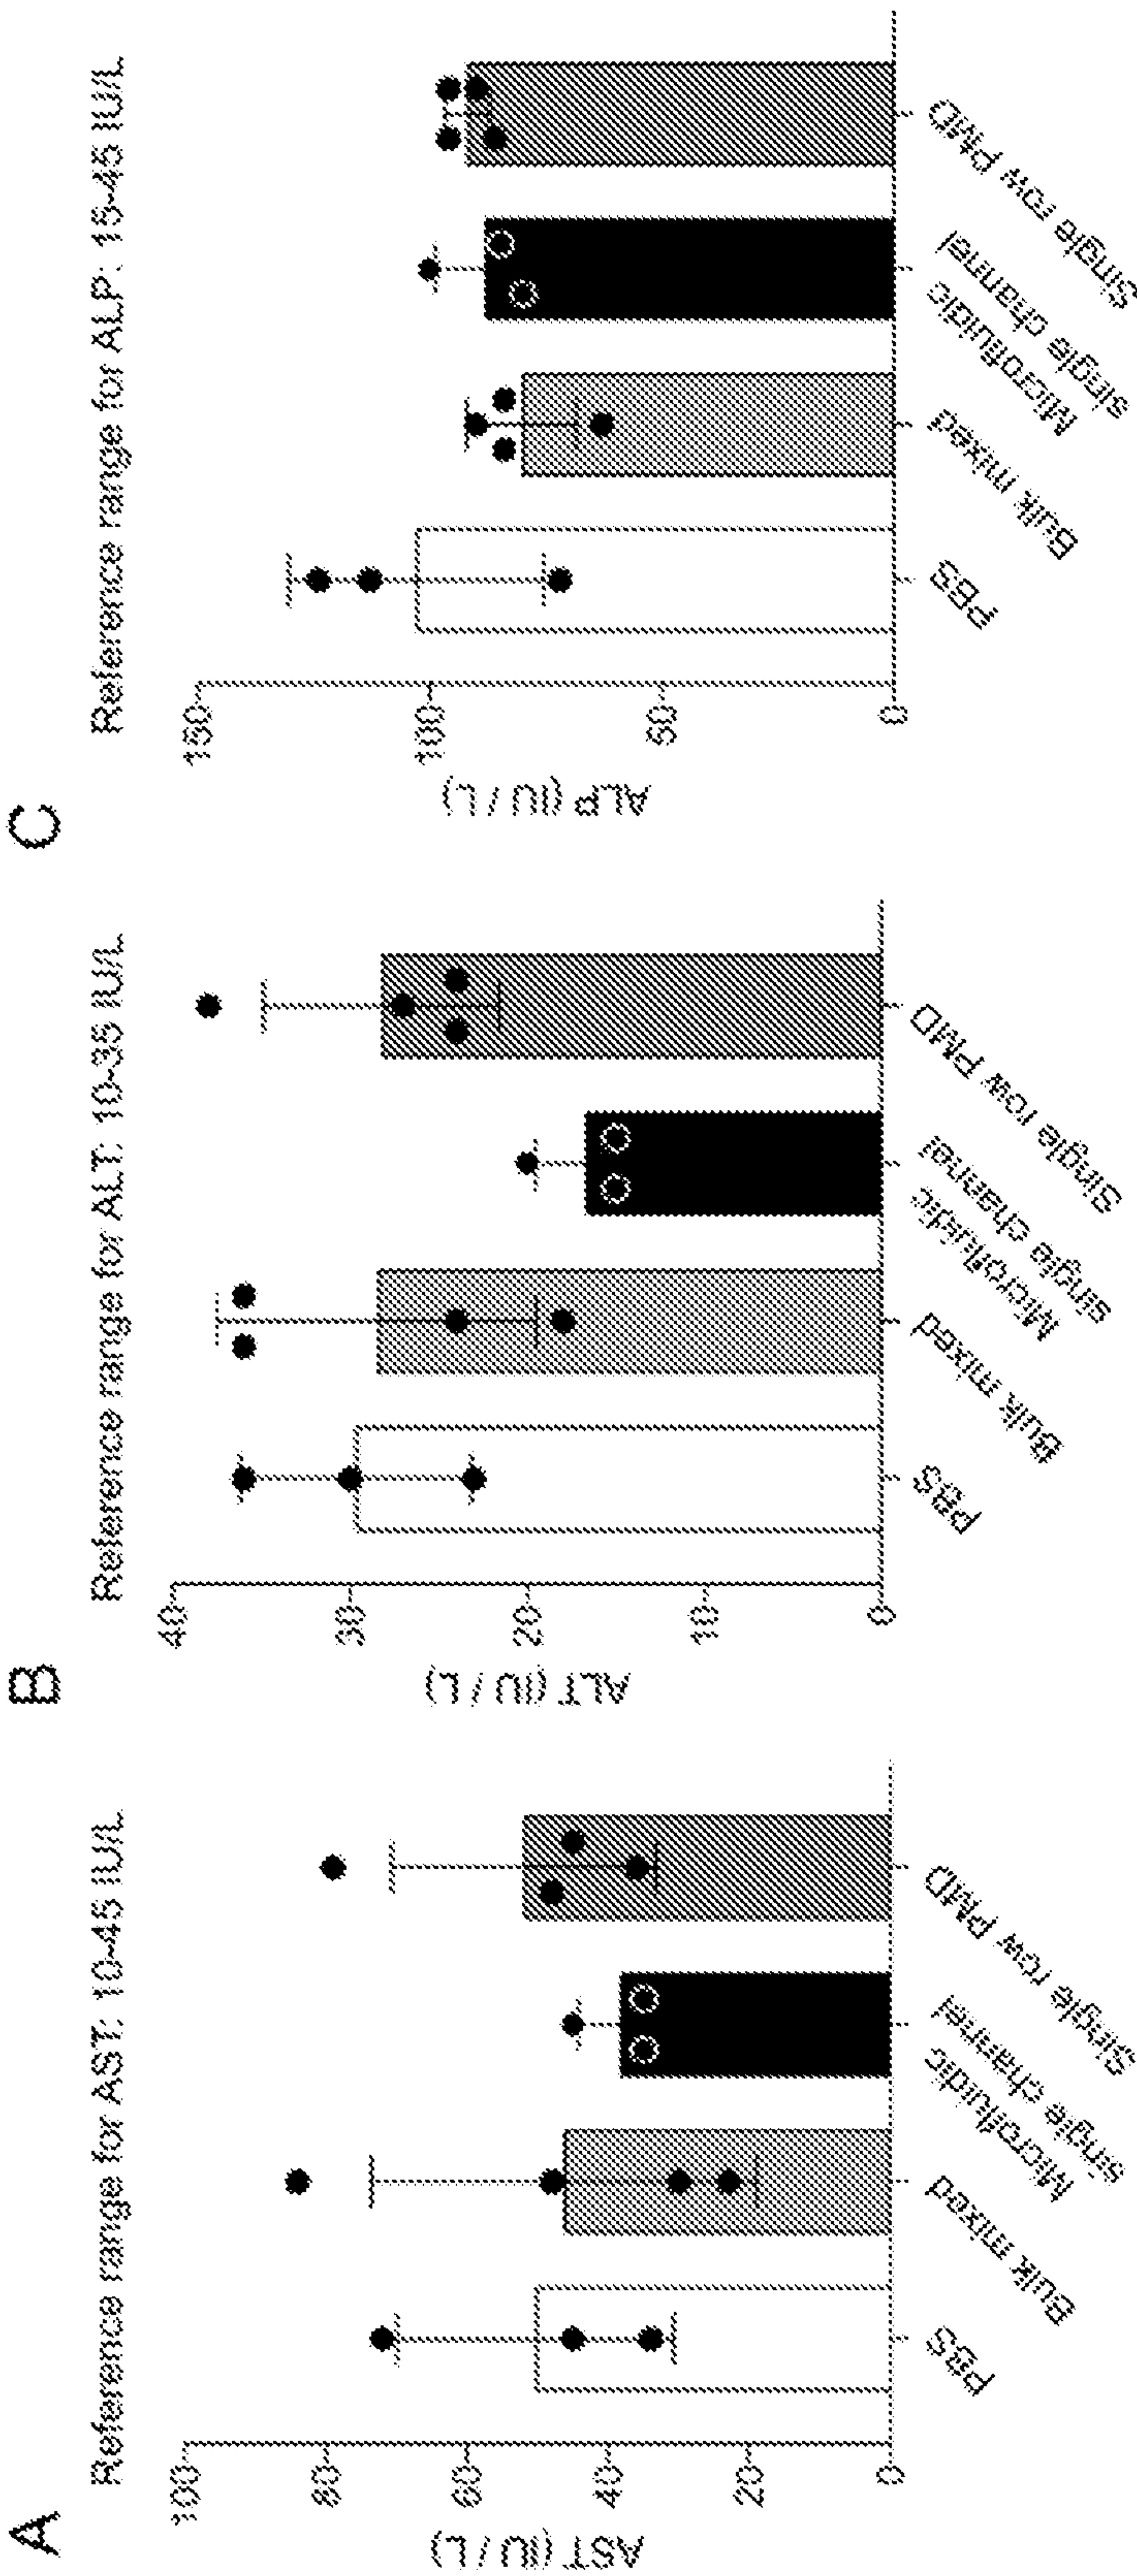 A
Reference range for AST: 10-45 IU/L
AST (IU / L)
100
80
60
40
20
0
PBS
Bulk mixed
Microfluidic
single channel
Single row PMD
B
Reference range for ALT: 10-35 IU/L
ALT (IU / L)
40
30
20
10
0
PBS
Bulk mixed
Microfluidic
single channel
Single row PMD
C
Reference range for ALP: 15-45 IU/L
ALP (IU / L)
150
100
50
0
PBS
Bulk mixed
Microfluidic
single channel
Single row PMD